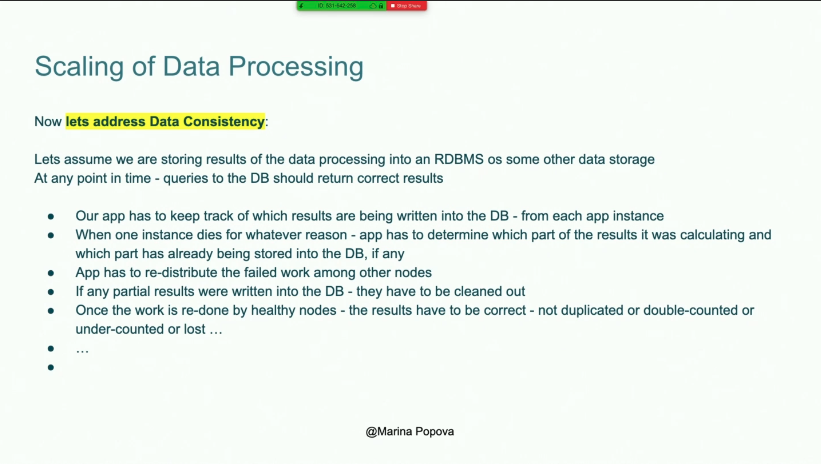 ID: 501-642-258 Stop Share
Scaling of Data Processing
Now lets address Data Consistency:
Lets assume we are storing results of the data processing into an RDBMS os some other data storage
At any point in time - queries to the DB should return correct results
● Our app has to keep track of which results are being written into the DB - from each app instance
● When one instance dies for whatever reason - app has to determine which part of the results it was calculating and
which part has already being stored into the DB, if any
● App has to re-distribute the failed work among other nodes
● If any partial results were written into the DB - they have to be cleaned out
● Once the work is re-done by healthy nodes - the results have to be correct - not duplicated or double-counted or
under-counted or lost …
● …
●
@Marina Popova